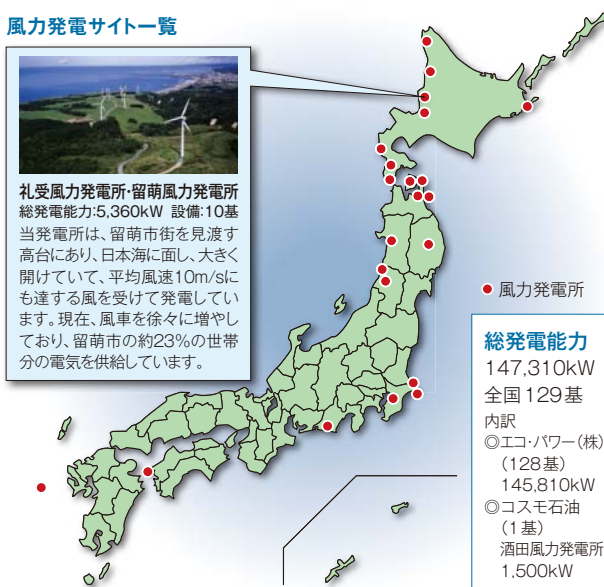 風力発電サイト一覧
礼受風力発電所・留萌風力発電所
総発電能力:5,360kW 設備:10基
当発電所は、留萌市街を見渡す
高台にあり、日本海に面し、大きく
開けていて、平均風速10m/sに
も達する風を受けて発電してい
ます。現在、風車を徐々に増やし
ており、留萌市の約23%の世帯
分の電気を供給しています。
風力発電所
総発電能力
147,310kW
全国129基
内訳
◎エコ・パワー(株)
(128基)
145,810kW
◎コスモ石油
(1基)
酒田風力発電所
1,500kW